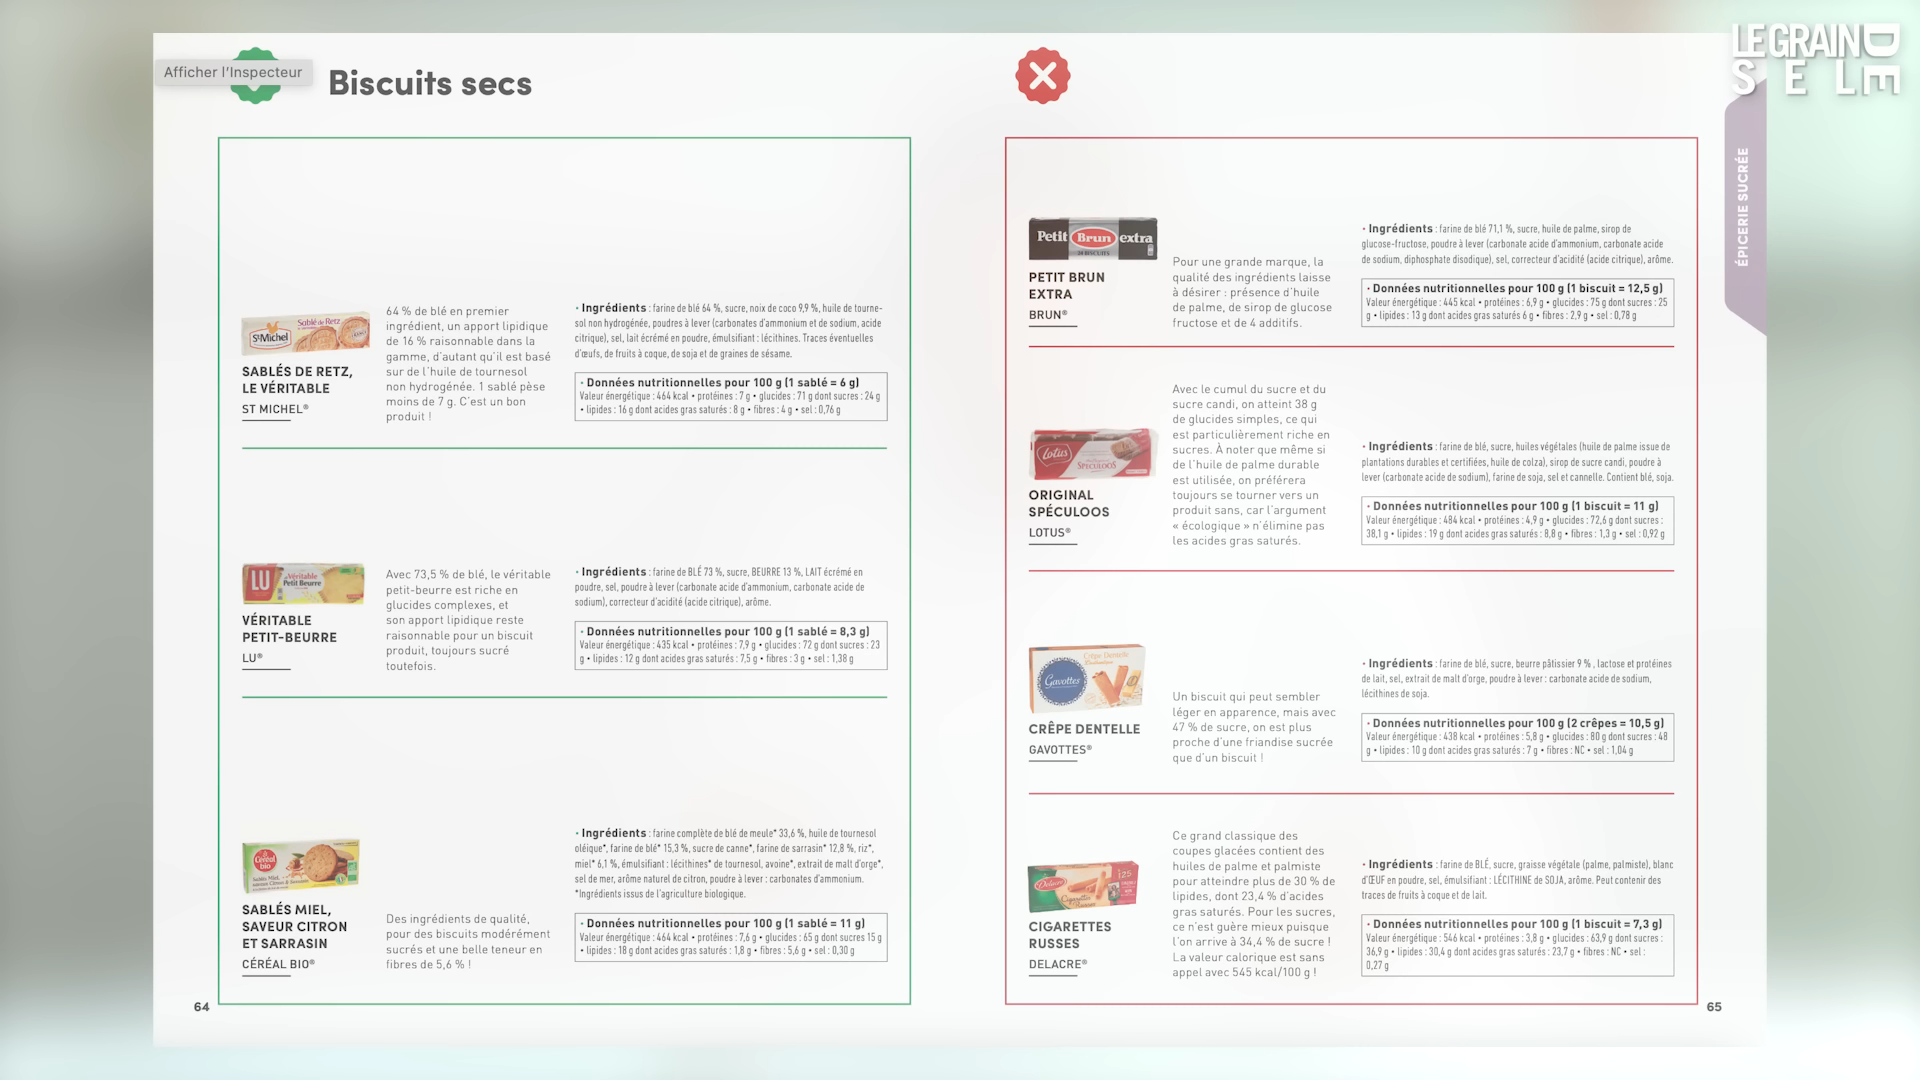 LE GRAIN DE SEL
Afficher l'Inspecteur
Biscuits secs
SABLÉS DE RETZ,
LE VÉRITABLE
ST MICHEL®
64 % de blé en premier
ingrédient, un apport lipidique
de 16 % raisonnable dans la
gamme, d'autant qu'il est basé
sur de l'huile de tournesol
non hydrogénée. 1 sablé pèse
moins de 7 g. C'est un bon
produit !
• Ingrédients : farine de blé 64 %, sucre, noix de coco 9,9 %, huile de tourne-
sol non hydrogénée, poudres à lever (carbonates d'ammonium et de sodium, acide
citrique), sel, lait écrémé en poudre, émulsifiant : lécithines. Traces éventuelles
d'œufs, de fruits à coque, de soja et de graines de sésame.
• Données nutritionnelles pour 100 g (1 sablé = 6 g)
Valeur énergétique : 464 kcal • protéines : 7 g • glucides : 71 g dont sucres : 24 g
• lipides : 16 g dont acides gras saturés : 8 g • fibres : 4 g • sel : 0,76 g
VÉRITABLE
PETIT-BEURRE
LU®
Avec 73,5 % de blé, le véritable
petit-beurre est riche en
glucides complexes, et
son apport lipidique reste
raisonnable pour un biscuit
produit, toujours sucré
toutefois.
• Ingrédients : farine de BLÉ 73 %, sucre, BEURRE 13 %, LAIT écrémé en
poudre, sel, poudre à lever (carbonate acide d'ammonium, carbonate acide de
sodium), correcteur d'acidité (acide citrique), arôme.
• Données nutritionnelles pour 100 g (1 sablé = 8,3 g)
Valeur énergétique : 435 kcal • protéines : 7,9 g • glucides : 72 g dont sucres : 23
g • lipides : 12 g dont acides gras saturés : 7,5 g • fibres : 3 g • sel : 1,38 g
SABLÉS MIEL,
SAVEUR CITRON
ET SARRASIN
CÉRÉAL BIO®
Des ingrédients de qualité,
pour des biscuits modérément
sucrés et une belle teneur en
fibres de 5,6 % !
• Ingrédients : farine complète de blé de meule* 33,6 %, huile de tournesol
oléique*, farine de blé* 15,3 %, sucre de canne*, farine de sarrasin* 12,8 %, riz*,
miel* 6,1 %, émulsifiant : lécithines* de tournesol, avoine*, extrait de malt d'orge*,
sel de mer, arôme naturel de citron, poudre à lever : carbonates d'ammonium.
*Ingrédients issus de l'agriculture biologique.
• Données nutritionnelles pour 100 g (1 sablé = 11 g)
Valeur énergétique : 464 kcal • protéines : 7,6 g • glucides : 65 g dont sucres 15 g
• lipides : 18 g dont acides gras saturés : 1,8 g • fibres : 5,6 g • sel : 0,30 g
64
Petit Brun extra
PETIT BRUN
EXTRA
BRUN®
Pour une grande marque, la
qualité des ingrédients laisse
à désirer : présence d'huile
de palme, de sirop de glucose
fructose et de 4 additifs.
• Ingrédients : farine de blé 71,1 %, sucre, huile de palme, sirop de
glucose-fructose, poudre à lever (carbonate acide d'ammonium, carbonate acide
de sodium, diphosphate disodique), sel, correcteur d'acidité (acide citrique), arôme.
• Données nutritionnelles pour 100 g (1 biscuit = 12,5 g)
Valeur énergétique : 445 kcal • protéines : 6,9 g • glucides : 75 g dont sucres : 25
g • lipides : 13 g dont acides gras saturés 6 g • fibres : 2,9 g • sel : 0,78 g
Lotus
SPECULOOS
ORIGINAL
SPÉCULOOS
LOTUS®
Avec le cumul du sucre et du
sucre candi, on atteint 38 g
de glucides simples, ce qui
est particulièrement riche en
sucres. À noter que même si
de l'huile de palme durable
est utilisée, on préférera
toujours se tourner vers un
produit sans, car l'argument
« écologique » n'élimine pas
les acides gras saturés.
• Ingrédients : farine de blé, sucre, huiles végétales (huile de palme issue de
plantations durables et certifiées, huile de colza), sirop de sucre candi, poudre à
lever (carbonate acide de sodium), farine de soja, sel et cannelle. Contient blé, soja.
• Données nutritionnelles pour 100 g (1 biscuit = 11 g)
Valeur énergétique : 484 kcal • protéines : 4,9 g • glucides : 72,6 g dont sucres :
38,1 g • lipides : 19 g dont acides gras saturés : 8,8 g • fibres : 1,3 g • sel : 0,92 g
Gavottes
CRÊPE DENTELLE
GAVOTTES®
Un biscuit qui peut sembler
léger en apparence, mais avec
47 % de sucre, on est plus
proche d'une friandise sucrée
que d'un biscuit !
• Ingrédients : farine de blé, sucre, beurre pâtissier 9 % , lactose et protéines
de lait, sel, extrait de malt d'orge, poudre à lever : carbonate acide de sodium,
lécithines de soja.
• Données nutritionnelles pour 100 g (2 crêpes = 10,5 g)
Valeur énergétique : 438 kcal • protéines : 5,8 g • glucides : 80 g dont sucres : 48
g • lipides : 10 g dont acides gras saturés : 7 g • fibres : NC • sel : 1,04 g
CIGARETTES
RUSSES
DELACRE®
Ce grand classique des
coupes glacées contient des
huiles de palme et palmiste
pour atteindre plus de 30 % de
lipides, dont 23,4 % d'acides
gras saturés. Pour les sucres,
ce n'est guère mieux puisque
l'on arrive à 34,4 % de sucre !
La valeur calorique est sans
appel avec 545 kcal/100 g !
• Ingrédients : farine de BLÉ, sucre, graisse végétale (palme, palmiste), blanc
d'ŒUF en poudre, sel, émulsifiant : LÉCITHINE de SOJA, arôme. Peut contenir des
traces de fruits à coque et de lait.
• Données nutritionnelles pour 100 g (1 biscuit = 7,3 g)
Valeur énergétique : 546 kcal • protéines : 3,8 g • glucides : 63,9 g dont sucres :
36,9 g • lipides : 30,4 g dont acides gras saturés : 23,7 g • fibres : NC • sel :
0,27 g
65
ÉPICERIE SUCRÉE